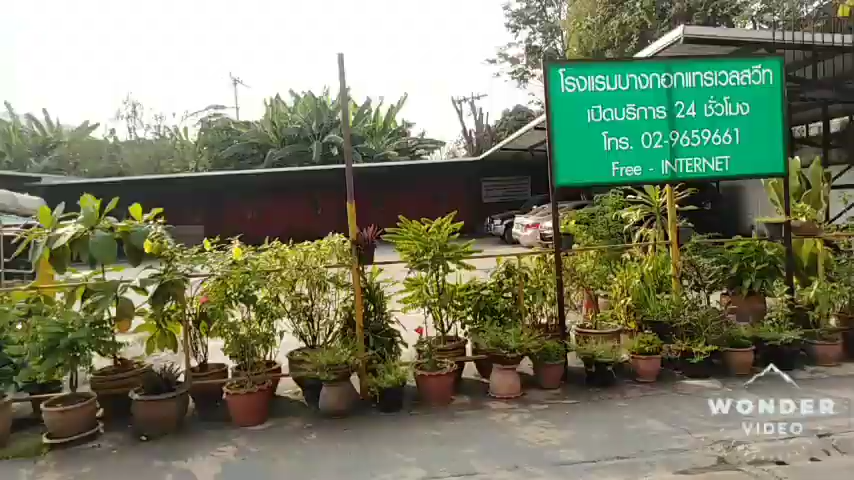 โรงแรมบางกอกแทรเวลสวีท
เปิดบริการ 24 ชั่วโมง
โทร. 02-9659661
Free - INTERNET
WONDER
VIDEO